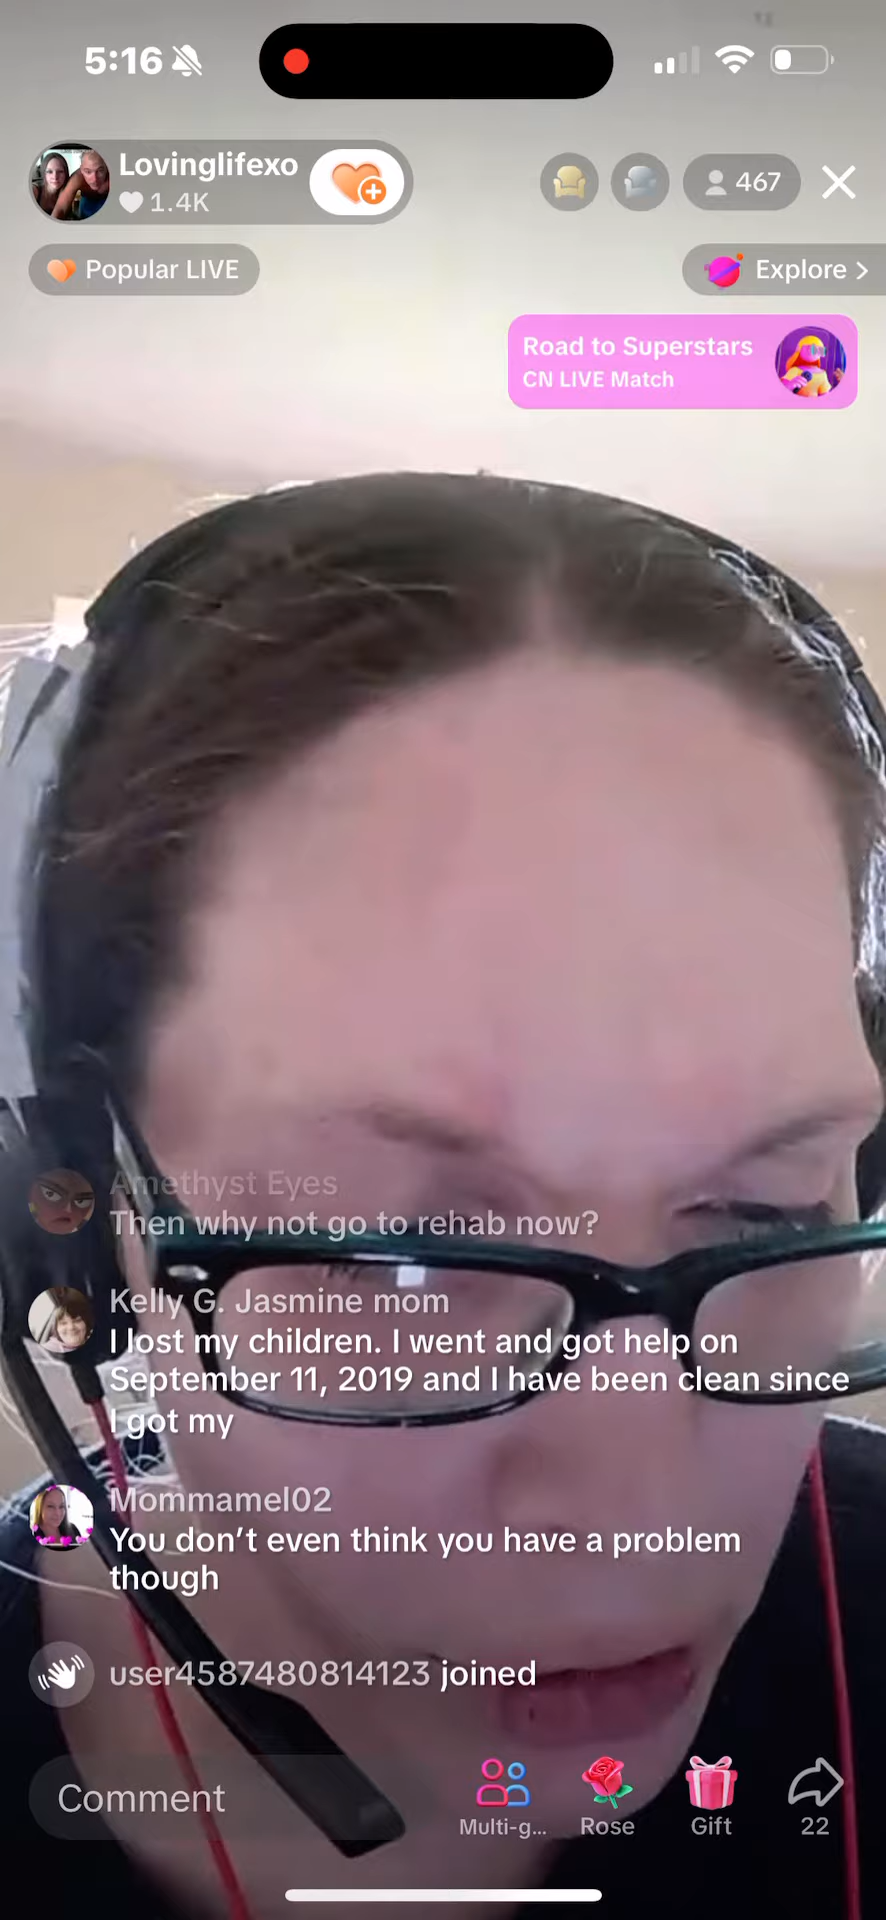 5:16
Lovinglifexo
1.4K
467
Popular LIVE
Explore >
Road to Superstars
CN LIVE Match
Amethyst Eyes
Then why not go to rehab now?
Kelly G. Jasmine mom
I lost my children. I went and got help on
September 11, 2019 and I have been clean since
I got my
Mommamel02
You don’t even think you have a problem
though
user4587480814123 joined
Comment
Multi-g...
Rose
Gift
22